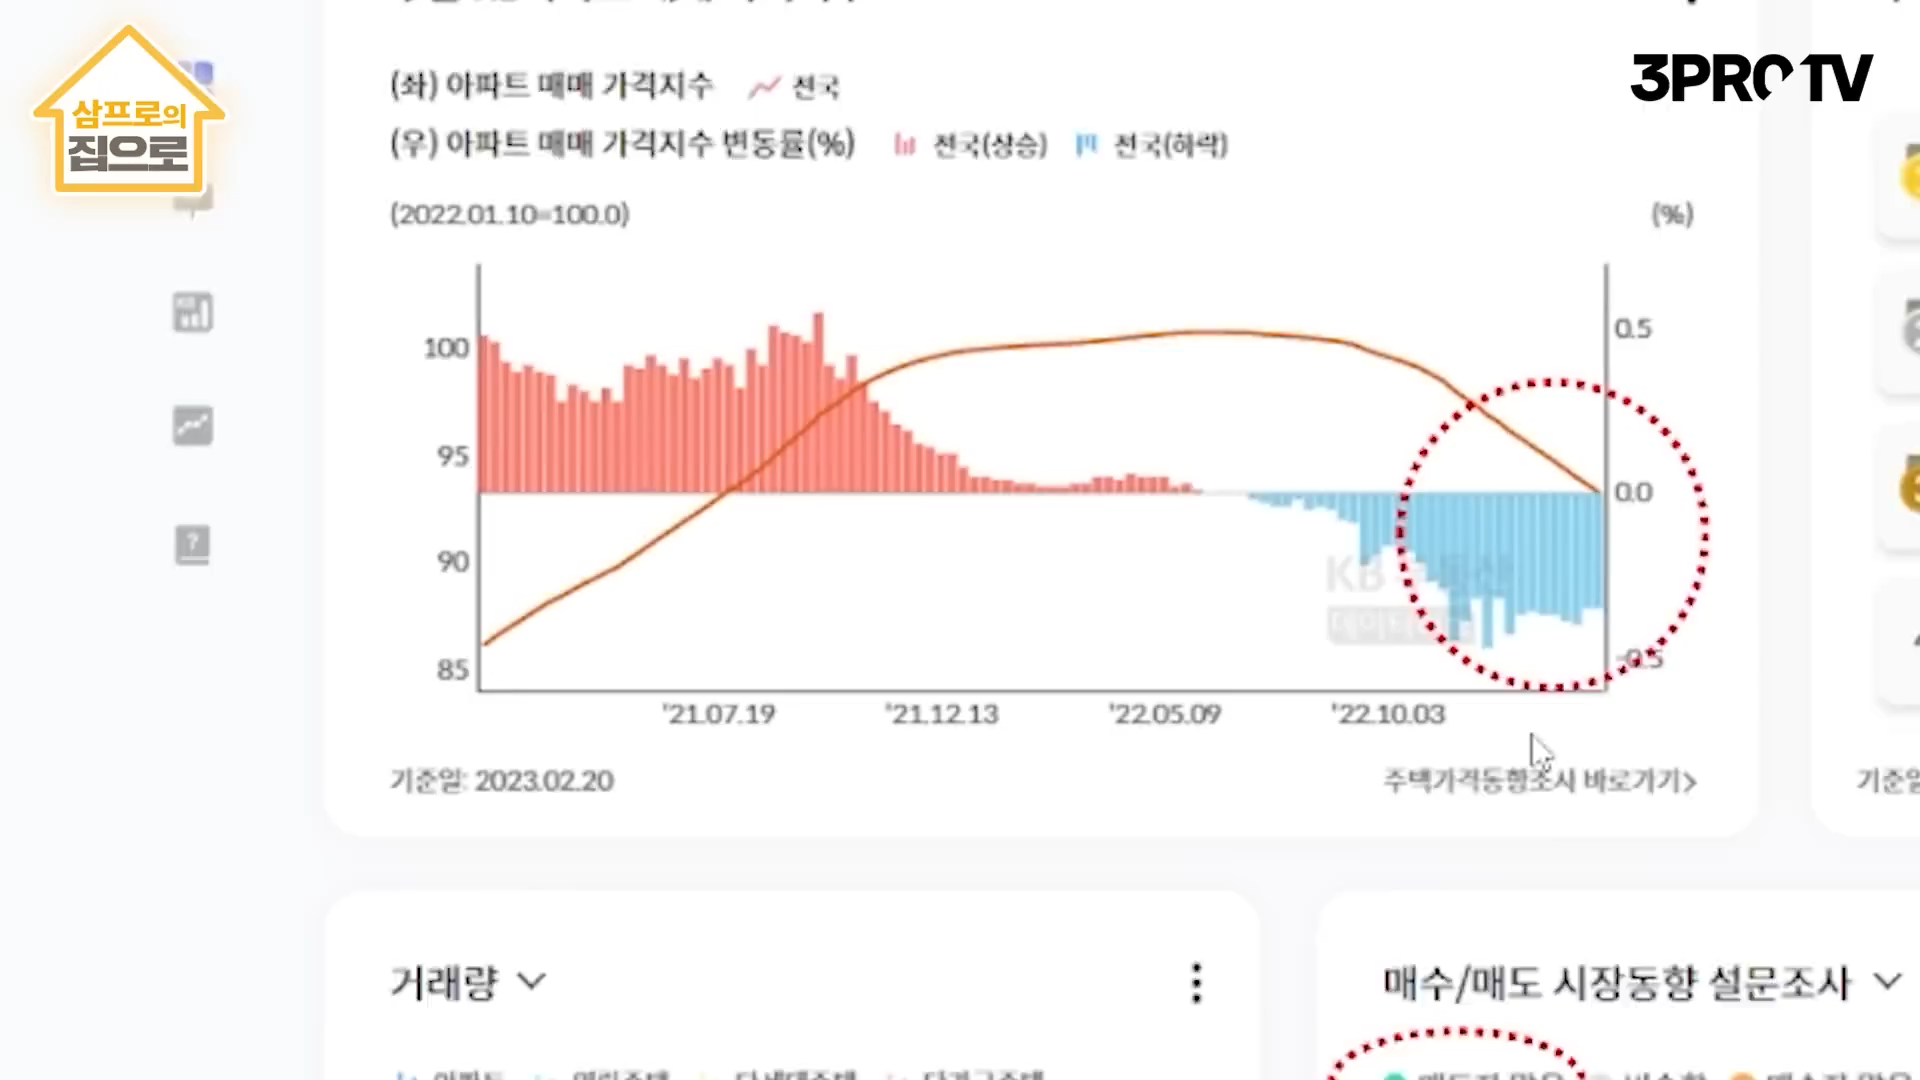 삼프로의
집으로
3PROTV
(좌) 아파트 매매 가격지수 전국
(우) 아파트 매매 가격지수 변동률(%) 전국(상승) 전국(하락)
(2022.01.10=100.0) (%)
100 0.5
95
0.0
90
KB
85 -0.5
'21.07.19 '21.12.13 '22.05.09 '22.10.03
기준일: 2023.02.20 주택가격동향조사 바로가기>
거래량 매수/매도 시장동향 설문조사